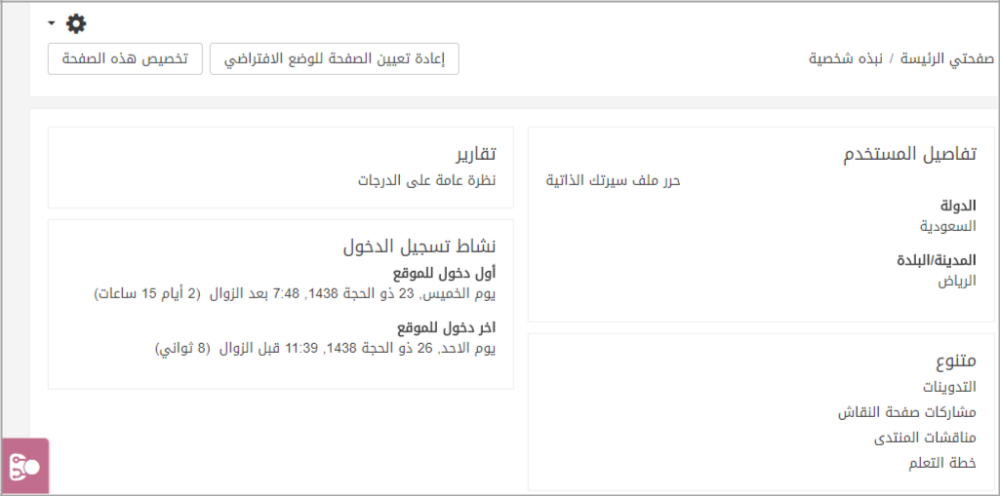 صفحتي الرئيسة / نبذه شخصية
إعادة تعيين الصفحة للوضع الافتراضي
تخصيص هذه الصفحة
تفاصيل المستخدم
حرر ملف سيرتك الذاتية
الدولة
السعودية
المدينة/البلدة
الرياض
متنوع
التدوينات
مشاركات صفحة النقاش
مناقشات المنتدى
خطة التعلم
تقارير
نظرة عامة على الدرجات
نشاط تسجيل الدخول
أول دخول للموقع
يوم الخميس, 23 ذو الحجة 1438, 7:48 بعد الزوال (2 أيام 15 ساعات)
اخر دخول للموقع
يوم الاحد, 26 ذو الحجة 1438, 11:39 قبل الزوال (8 ثواني)